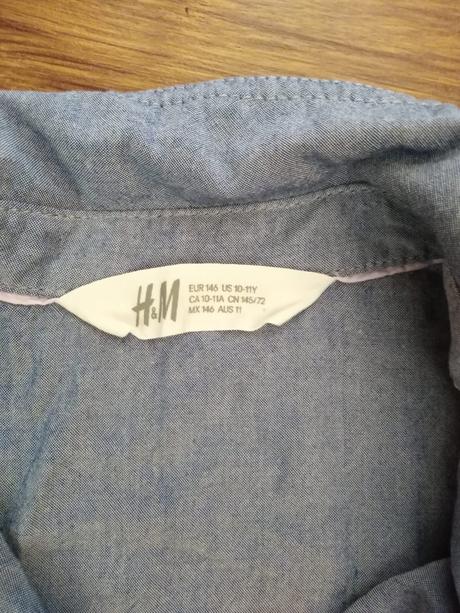 H&M
EUR 146 US 10-11Y
CA 10-11A CN 145/72
MX 146 AUS 11